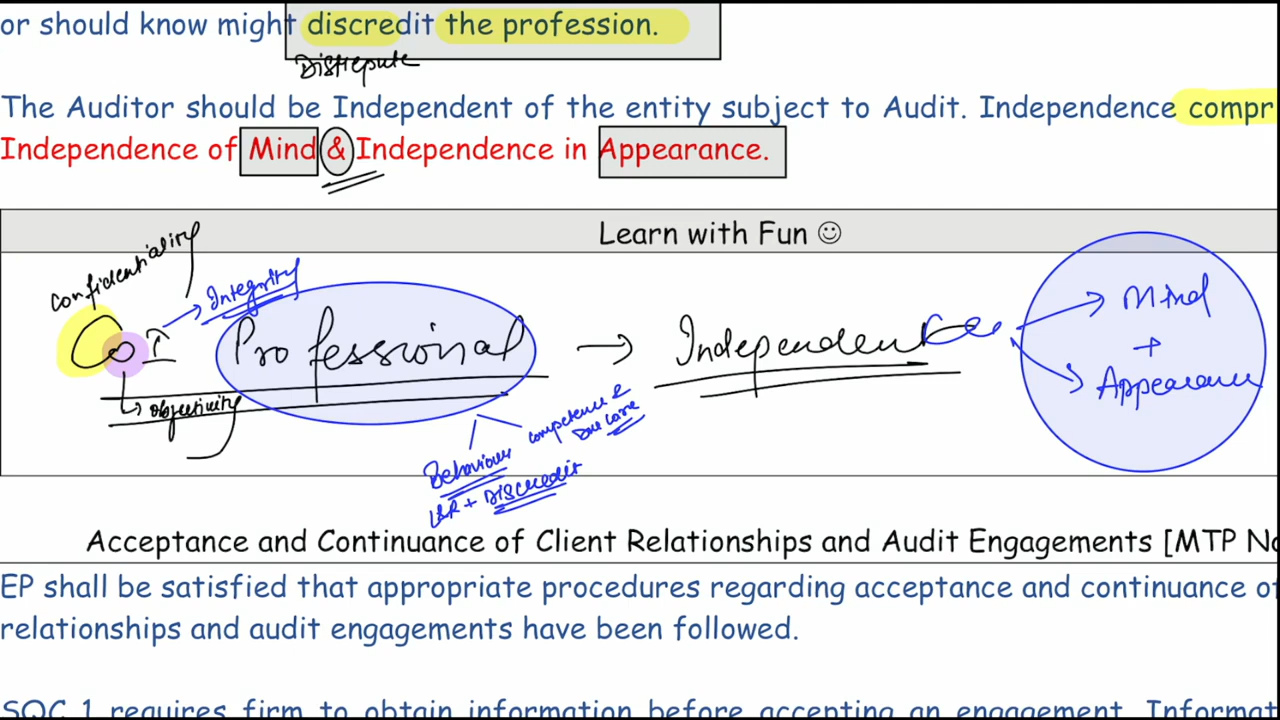 or should know might discredit the profession.
Disrepute
The Auditor should be Independent of the entity subject to Audit. Independence compr
Independence of Mind & Independence in Appearance.
Learn with Fun ☺
Confidentiality
Integrity
CoI Professional → Independence
Mind
+
Appearance
objectivity
competence & Due care
Behaviour
L&R + Discredit
Acceptance and Continuance of Client Relationships and Audit Engagements [MTP No
EP shall be satisfied that appropriate procedures regarding acceptance and continuance of
relationships and audit engagements have been followed.
SQC 1 requires firm to obtain information before accepting an engagement. Informat